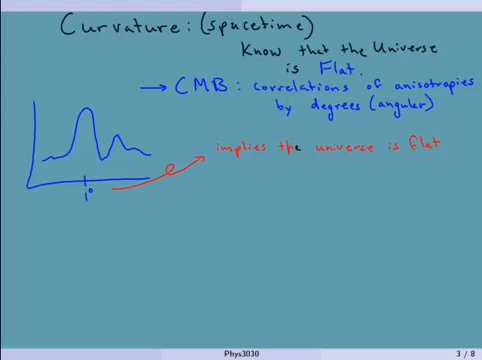 Curvature: (spacetime)
Know that the Universe
is Flat.
→ CMB: correlations of anisotropies
by degrees (angular)
implies the universe is flat
1°
Phys3030
3 / 8